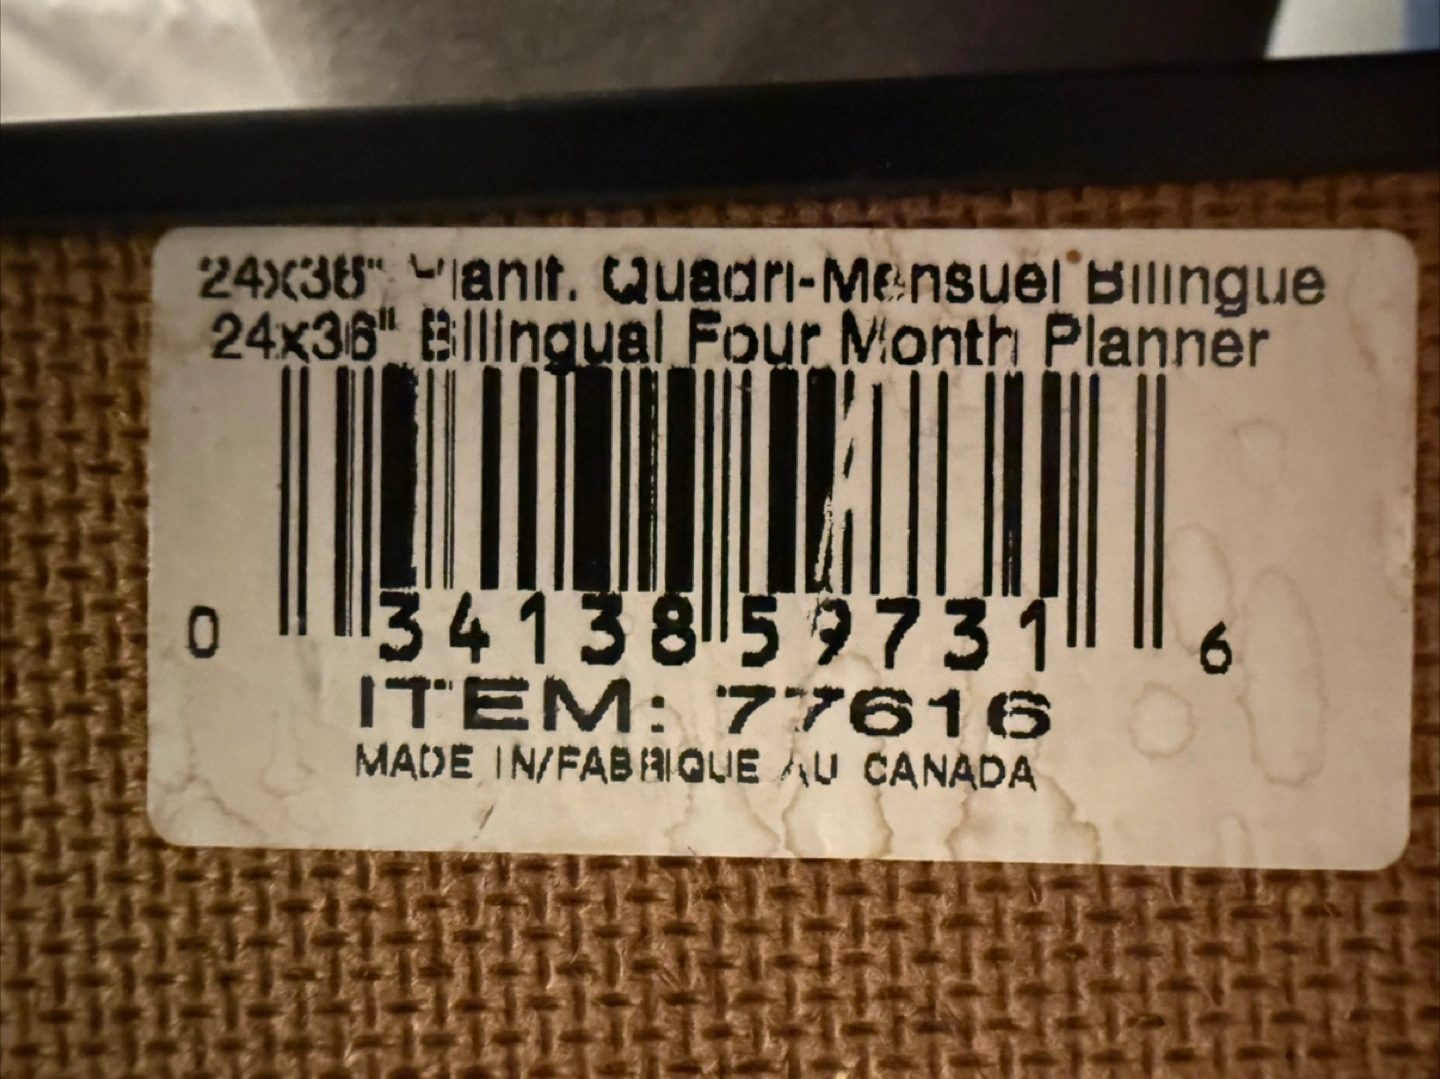 24x36" Planif. Quadri-Mensuel Bilingue
24x36" Bilingual Four Month Planner
0 34138 59731 6
ITEM: 77616
MADE IN/FABRIQUE AU CANADA